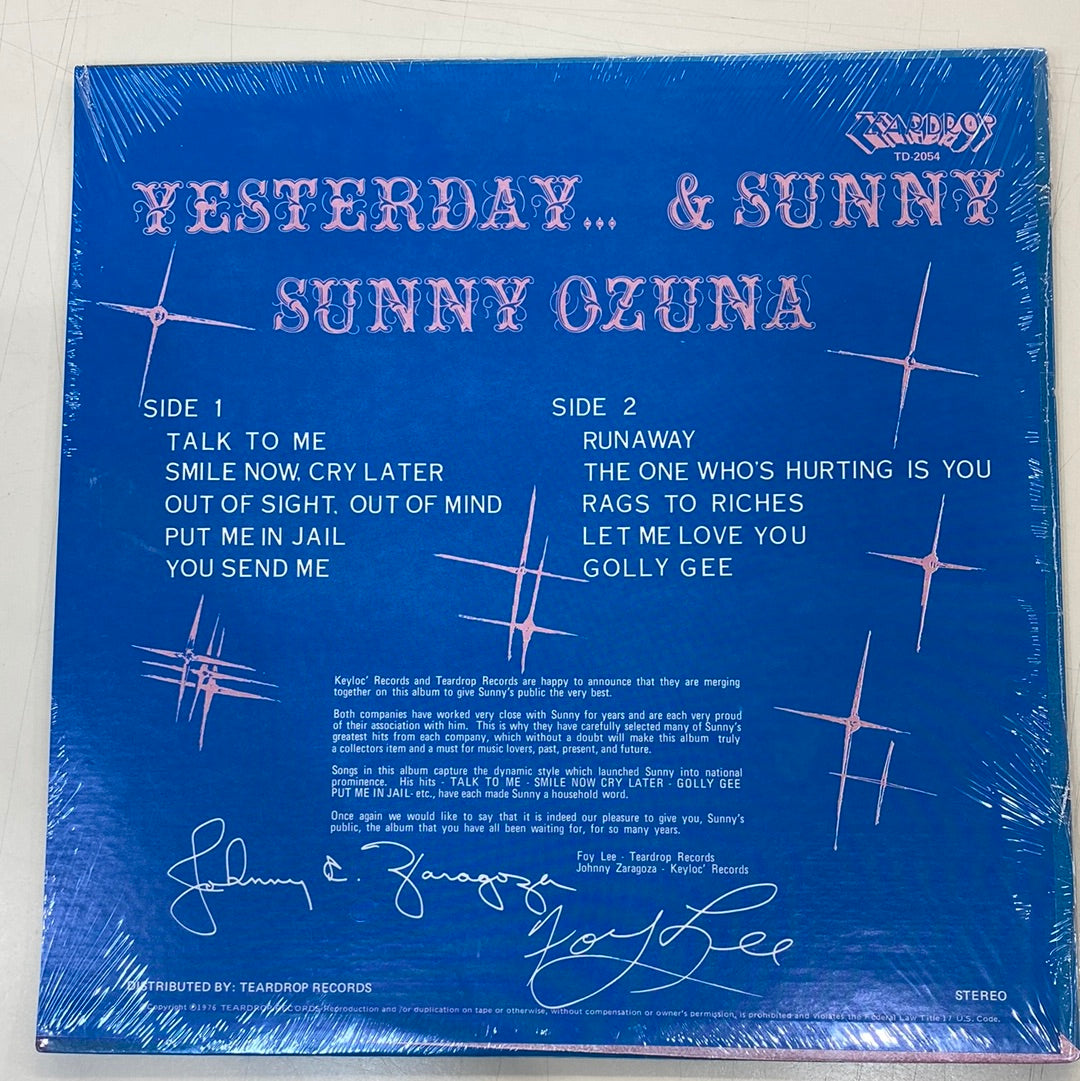 TEARDROP
TD-2054
YESTERDAY... & SUNNY
SUNNY OZUNA
SIDE 1
TALK TO ME
SMILE NOW, CRY LATER
OUT OF SIGHT, OUT OF MIND
PUT ME IN JAIL
YOU SEND ME
SIDE 2
RUNAWAY
THE ONE WHO'S HURTING IS YOU
RAGS TO RICHES
LET ME LOVE YOU
GOLLY GEE
Keyloc' Records and Teardrop Records are happy to announce that they are merging
together on this album to give Sunny's public the very best.
Both companies have worked very close with Sunny for years and are each very proud
of their association with him. This is why they have carefully selected many of Sunny's
greatest hits from each company, which without a doubt will make this album truly
a collectors item and a must for music lovers, past, present, and future.
Songs in this album capture the dynamic style which launched Sunny into national
prominence. His hits - TALK TO ME - SMILE NOW CRY LATER - GOLLY GEE
PUT ME IN JAIL- etc., have each made Sunny a household word.
Once again we would like to say that it is indeed our pleasure to give you, Sunny's
public, the album that you have all been waiting for, for so many years.
Foy Lee - Teardrop Records
Johnny Zaragoza - Keyloc' Records
Johnny C. Zaragoza
Foy Lee
DISTRIBUTED BY: TEARDROP RECORDS
STEREO
Copyright ©1976 TEARDROP RECORDS Reproduction and /or duplication on tape or otherwise, without compensation or owner's permission, is prohibited and violates the Federal Law Title 17 U.S. Code.